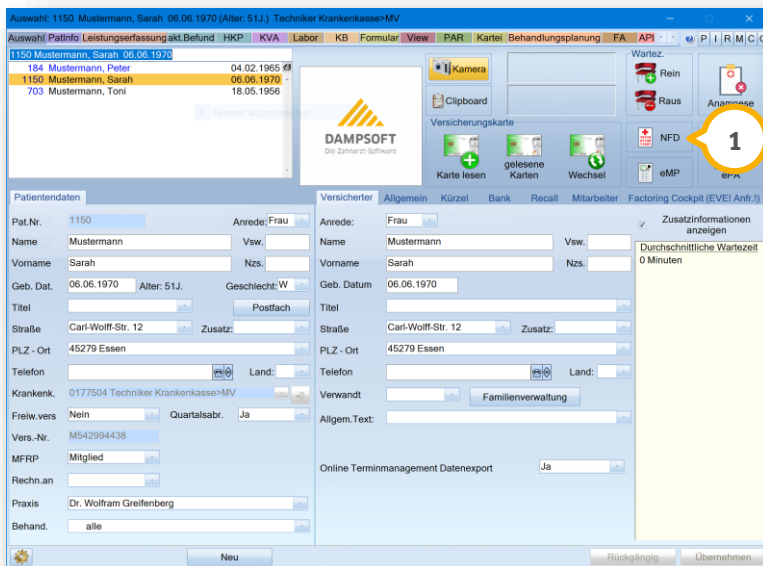 Auswahl: 1150 Mustermann, Sarah 06.06.1970 (Alter: 51J.) Techniker Krankenkasse>MV
Auswahl PatInfo Leistungserfassung akt.Befund HKP KVA Labor KB Formular View PAR Kartei Behandlungsplanung FA API P I R M C
1150 Mustermann, Sarah 06.06.1970
184 Mustermann, Peter 04.02.1965
1150 Mustermann, Sarah 06.06.1970
703 Mustermann, Toni 18.05.1956
Fenster ausschneiden
DAMPSOFT
Die Zahnarzt-Software
Kamera
Clipboard
Versicherungskarte
Karte lesen
gelesene Karten
Wechsel
Wartez.
Rein
Raus
Anamnese
NFD
1
eMP
ePA
Patientendaten
Pat.Nr. 1150 Anrede: Frau
Name Mustermann Vsw.
Vorname Sarah Nzs.
Geb. Dat. 06.06.1970 Alter: 51J. Geschlecht: W
Titel Postfach
Straße Carl-Wolff-Str. 12 Zusatz:
PLZ - Ort 45279 Essen
Telefon Land:
Krankenk. 0177504 Techniker Krankenkasse>MV
Freiw.vers Nein Quartalsabr. Ja
Vers.-Nr. M542994438
MFRP Mitglied
Rechn.an
Praxis Dr. Wolfram Greifenberg
Behand. alle
Versicherter Allgemein Kürzel Bank Recall Mitarbeiter Factoring Cockpit (EVE! Anfr.!)
Anrede: Frau
Name Mustermann Vsw.
Vorname Sarah Nzs.
Geb. Datum 06.06.1970
Titel
Straße Carl-Wolff-Str. 12 Zusatz:
PLZ - Ort 45279 Essen
Telefon Land:
Verwandt Familienverwaltung
Allgem.Text:
Online Terminmanagement Datenexport Ja
Zusatzinformationen anzeigen
Durchschnittliche Wartezeit
0 Minuten
Neu
Rückgängig
Übernehmen